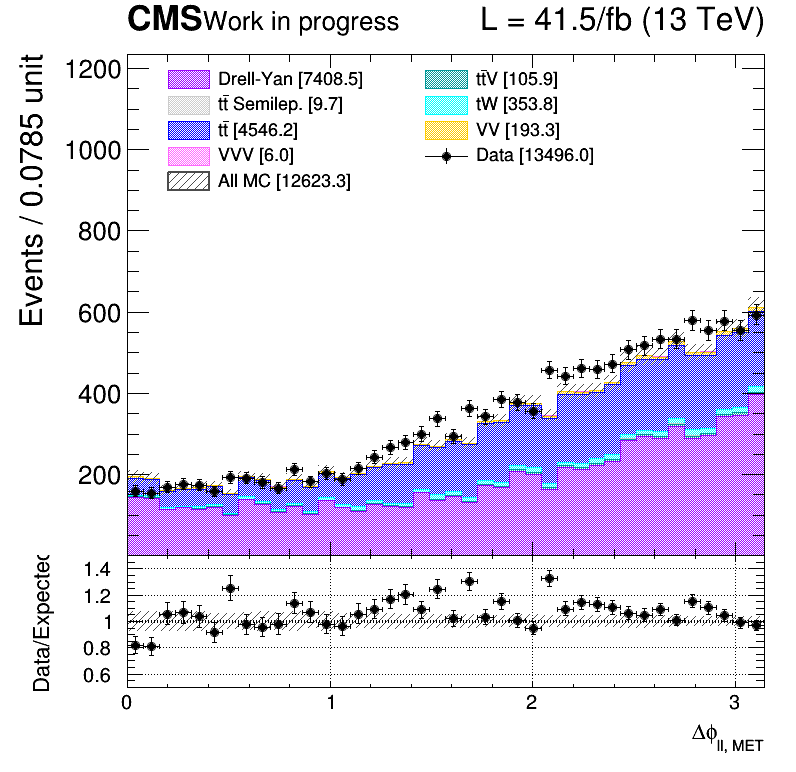 CMS Work in progress L = 41.5/fb (13 TeV)
Events / 0.0785 unit
1200
1000
800
600
400
200
Drell-Yan [7408.5]
tt̄ Semilep. [9.7]
tt̄ [4546.2]
VVV [6.0]
All MC [12623.3]
tt̄V [105.9]
tW [353.8]
VV [193.3]
Data [13496.0]
Data/Expected
1.4
1.2
1
0.8
0.6
0 1 2 3
Δϕll, MET